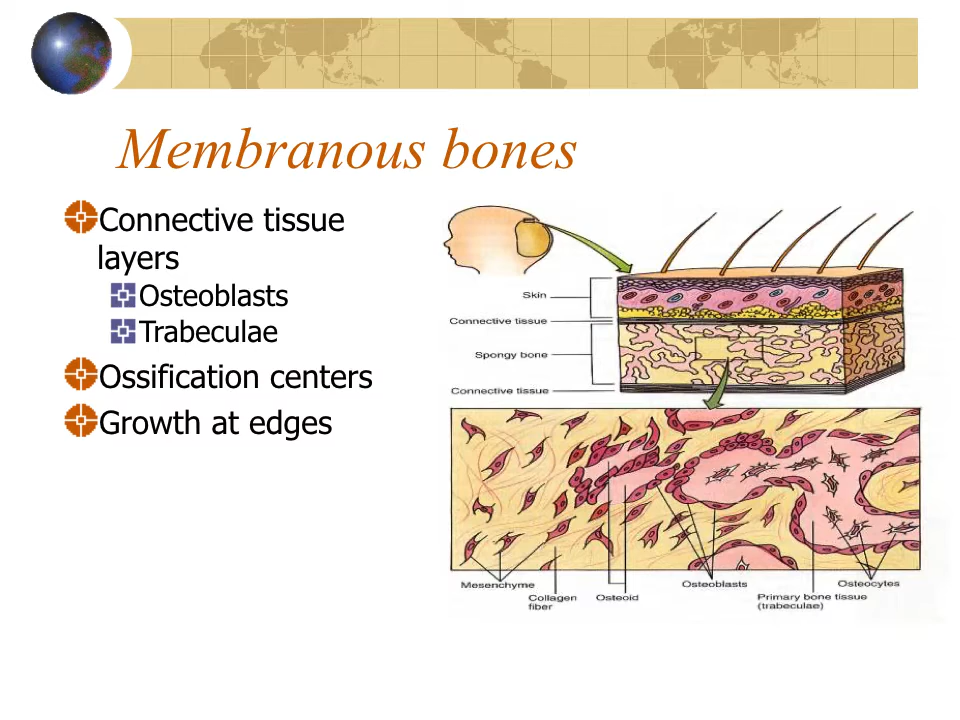 Membranous bones
Connective tissue
layers
Osteoblasts
Trabeculae
Ossification centers
Growth at edges
Skin
Connective tissue
Spongy bone
Connective tissue
Mesenchyme
Collagen
fiber
Osteoid
Osteoblasts
Primary bone tissue
(trabeculae)
Osteocytes